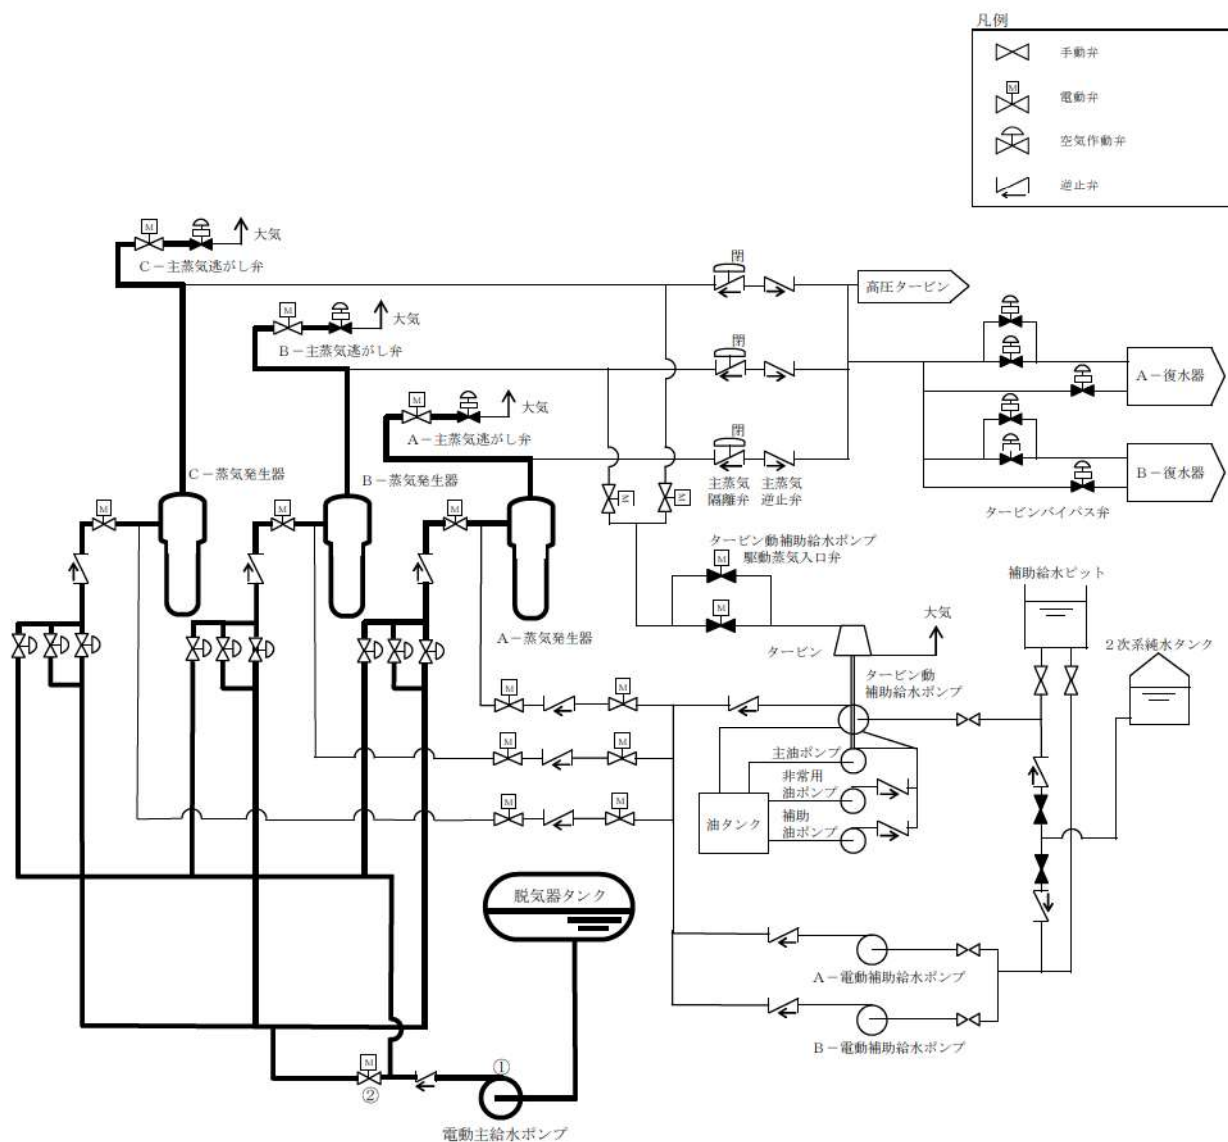 凡例
手動弁
M
電動弁
空気作動弁
逆止弁
M
大気
C－主蒸気逃がし弁
閉
高圧タービン
M
大気
B－主蒸気逃がし弁
閉
A－復水器
M
大気
A－主蒸気逃がし弁
閉
B－復水器
C－蒸気発生器
B－蒸気発生器
主蒸気
隔離弁
主蒸気
逆止弁
タービンバイパス弁
M
M
M
M
M
タービン動補助給水ポンプ
駆動蒸気入口弁
M
M
補助給水ピット
A－蒸気発生器
タービン
大気
2次系純水タンク
タービン動
補助給水ポンプ
M
M
主油ポンプ
M
M
非常用
油ポンプ
M
M
油タンク
補助
油ポンプ
脱気器タンク
A－電動補助給水ポンプ
B－電動補助給水ポンプ
M
①
②
電動主給水ポンプ